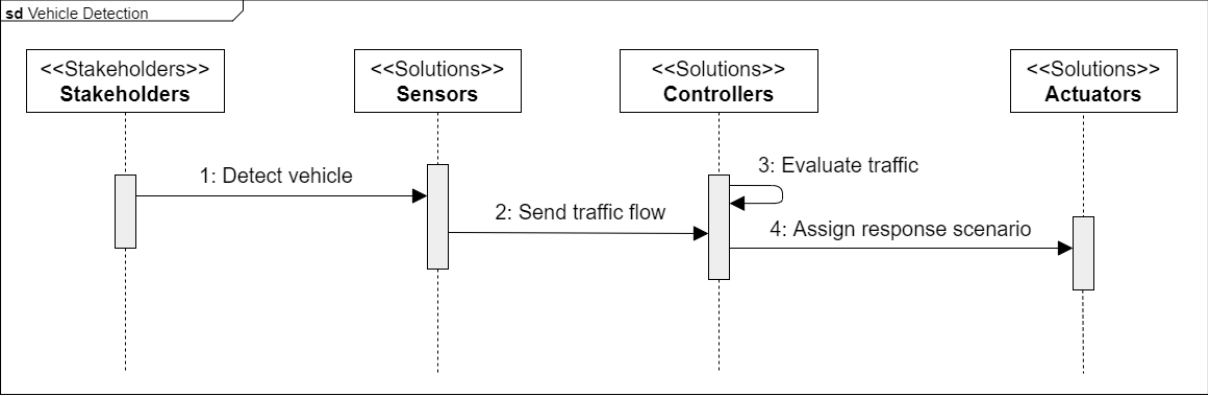 sd Vehicle Detection
<<Stakeholders>>
Stakeholders
<<Solutions>>
Sensors
<<Solutions>>
Controllers
<<Solutions>>
Actuators
1: Detect vehicle
2: Send traffic flow
3: Evaluate traffic
4: Assign response scenario